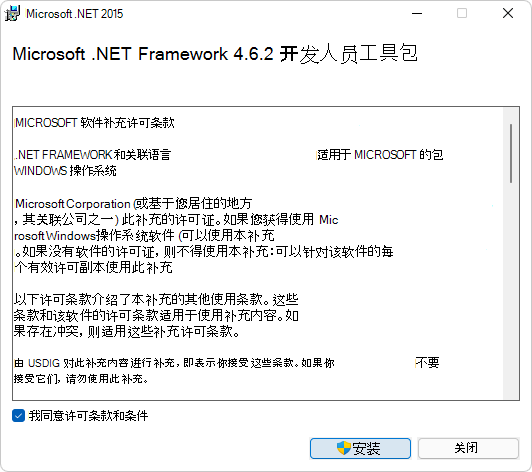 Microsoft .NET 2015
Microsoft .NET Framework 4.6.2 开发人员工具包
MICROSOFT 软件补充许可条款
.NET FRAMEWORK和关联语言 适用于 MICROSOFT 的包
WINDOWS 操作系统
Microsoft Corporation (或基于您居住的地方
，其关联公司之一) 此补充的许可证。如果您获得使用 Mic
rosoftWindows操作系统软件 (可以使用本补充
。如果没有软件的许可证，则不得使用本补充：可以针对该软件的每
个有效许可副本使用此补充
以下许可条款介绍了本补充的其他使用条款。这些
条款和该软件的许可条款适用于使用补充内容。如
果存在冲突，则适用这些补充许可条款。
由 USDIG 对此补充内容进行补充，即表示你接受这些条款。如果你 不要
接受它们，请勿使用此补充。
我同意许可条款和条件
安装 关闭